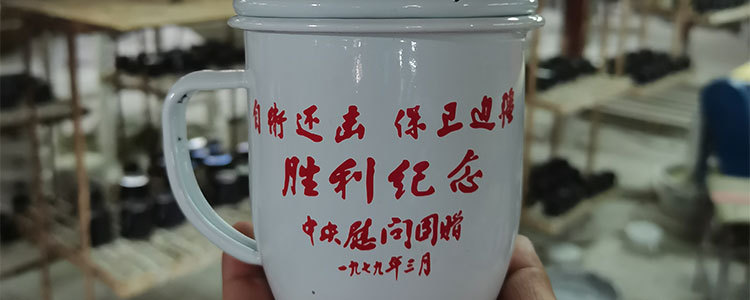 自衛还击 保卫边疆
胜利纪念
中央慰问团赠
一九七九年三月